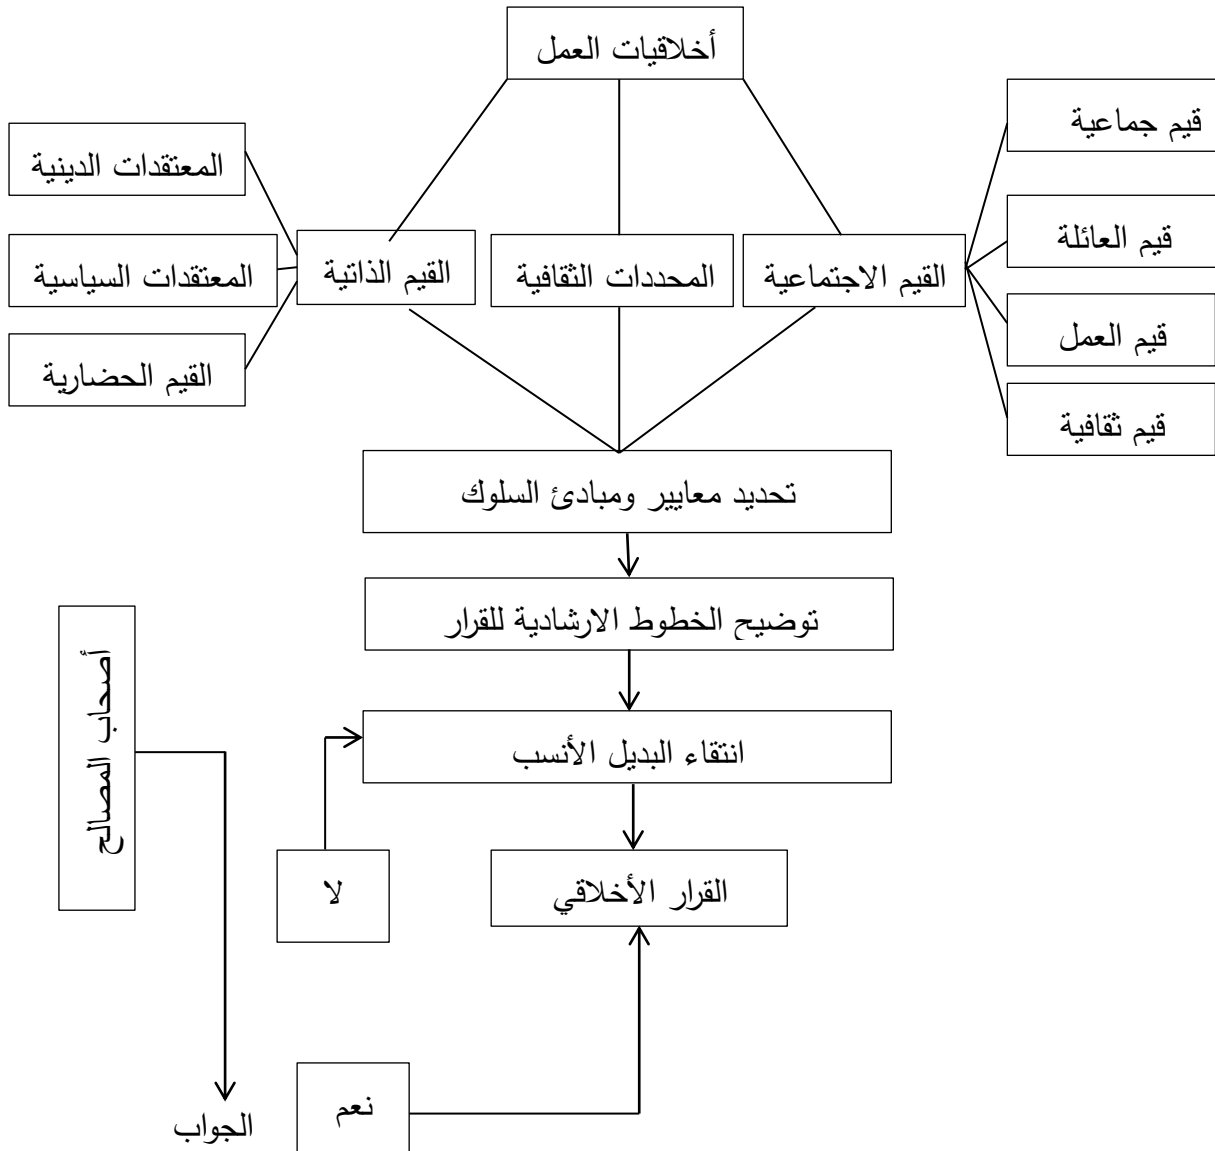 أخلاقيات العمل
قيم جماعية
المعتقدات الدينية
قيم العائلة
القيم الاجتماعية
المحددات الثقافية
القيم الذاتية
المعتقدات السياسية
قيم العمل
القيم الحضارية
قيم ثقافية
تحديد معايير ومبادئ السلوك
توضيح الخطوط الارشادية للقرار
أصحاب المصالح
انتقاء البديل الأنسب
القرار الأخلاقي
لا
نعم
الجواب